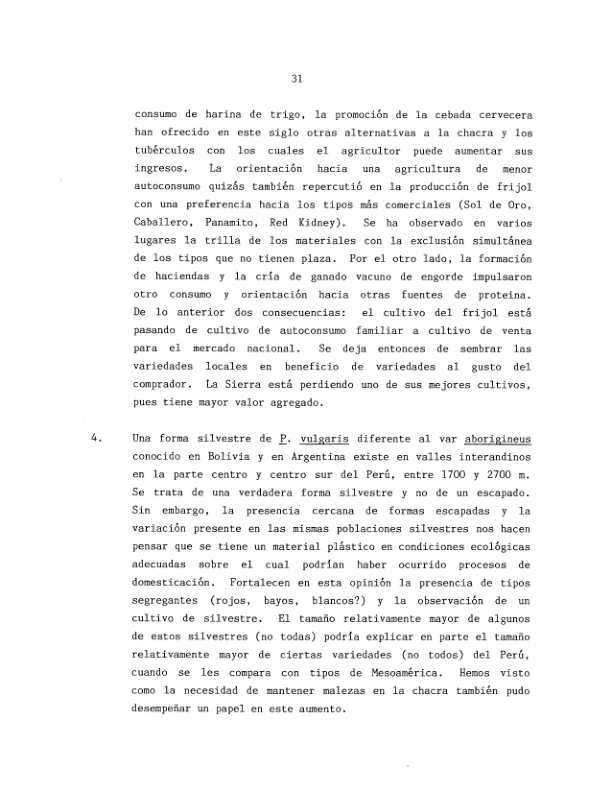 31
consumo de harina de trigo, la promoción de la cebada cervecera
han ofrecido en este siglo otras alternativas a la chacra y los
tubérculos con los cuales el agricultor puede aumentar sus
ingresos. La orientación hacia una agricultura de menor
autoconsumo quizás también repercutió en la producción de frijol
con una preferencia hacia los tipos más comerciales (Sol de Oro,
Caballero, Panamito, Red Kidney). Se ha observado en varios
lugares la trilla de los materiales con la exclusión simultánea
de los tipos que no tienen plaza. Por el otro lado, la formación
de haciendas y la cría de ganado vacuno de engorde impulsaron
otro consumo y orientación hacia otras fuentes de proteina.
De lo anterior dos consecuencias: el cultivo del frijol está
pasando de cultivo de autoconsumo familiar a cultivo de venta
para el mercado nacional. Se deja entonces de sembrar las
variedades locales en beneficio de variedades al gusto del
comprador. La Sierra está perdiendo uno de sus mejores cultivos,
pues tiene mayor valor agregado.
4. Una forma silvestre de P. vulgaris diferente al var aborigineus
conocido en Bolivia y en Argentina existe en valles interandinos
en la parte centro y centro sur del Perú, entre 1700 y 2700 m.
Se trata de una verdadera forma silvestre y no de un escapado.
Sin embargo, la presencia cercana de formas escapadas y la
variación presente en las mismas poblaciones silvestres nos hacen
pensar que se tiene un material plástico en condiciones ecológicas
adecuadas sobre el cual podrían haber ocurrido procesos de
domesticación. Fortalecen en esta opinión la presencia de tipos
segregantes (rojos, bayos, blancos?) y la observación de un
cultivo de silvestre. El tamaño relativamente mayor de algunos
de estos silvestres (no todas) podría explicar en parte el tamaño
relativamente mayor de ciertas variedades (no todos) del Perú,
cuando se les compara con tipos de Mesoamérica. Hemos visto
como la necesidad de mantener malezas en la chacra también pudo
desempeñar un papel en este aumento.